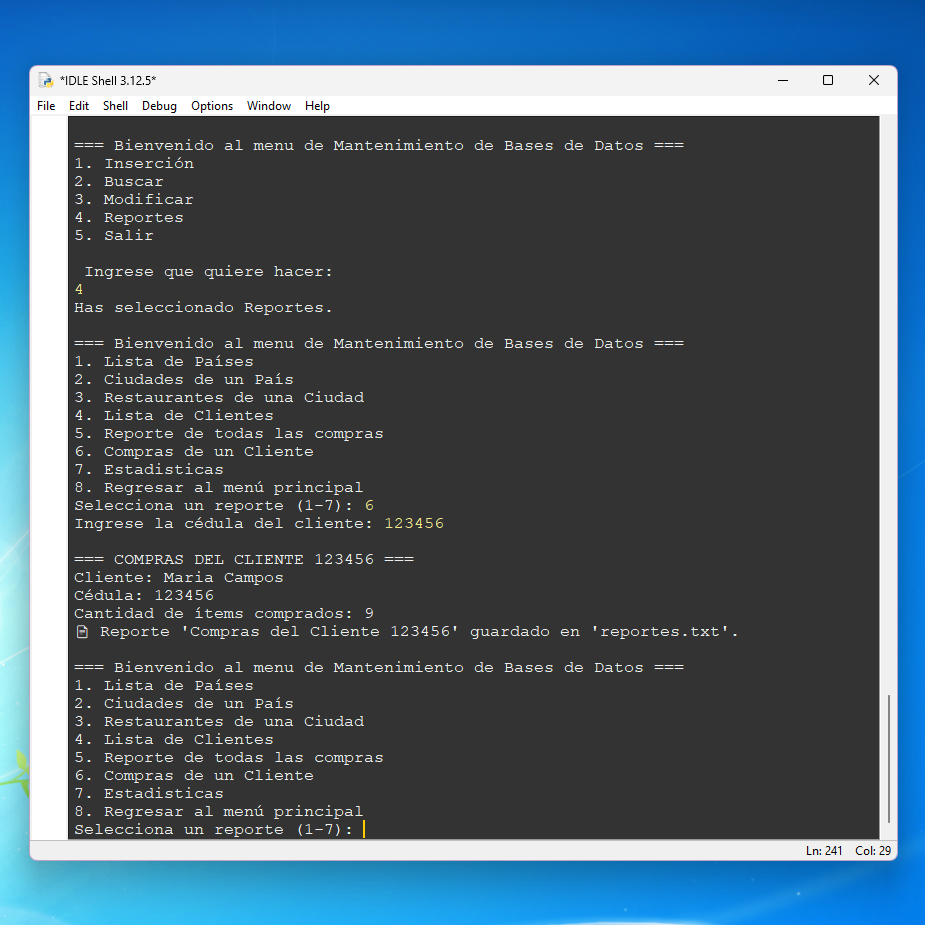 *IDLE Shell 3.12.5*
File Edit Shell Debug Options Window Help
=== Bienvenido al menu de Mantenimiento de Bases de Datos ===
1. Inserción
2. Buscar
3. Modificar
4. Reportes
5. Salir
Ingrese que quiere hacer:
4
Has seleccionado Reportes.
=== Bienvenido al menu de Mantenimiento de Bases de Datos ===
1. Lista de Países
2. Ciudades de un País
3. Restaurantes de una Ciudad
4. Lista de Clientes
5. Reporte de todas las compras
6. Compras de un Cliente
7. Estadisticas
8. Regresar al menú principal
Selecciona un reporte (1-7): 6
Ingrese la cédula del cliente: 123456
=== COMPRAS DEL CLIENTE 123456 ===
Cliente: Maria Campos
Cédula: 123456
Cantidad de ítems comprados: 9
Reporte 'Compras del Cliente 123456' guardado en 'reportes.txt'.
=== Bienvenido al menu de Mantenimiento de Bases de Datos ===
1. Lista de Países
2. Ciudades de un País
3. Restaurantes de una Ciudad
4. Lista de Clientes
5. Reporte de todas las compras
6. Compras de un Cliente
7. Estadisticas
8. Regresar al menú principal
Selecciona un reporte (1-7):
Ln: 241 Col: 29